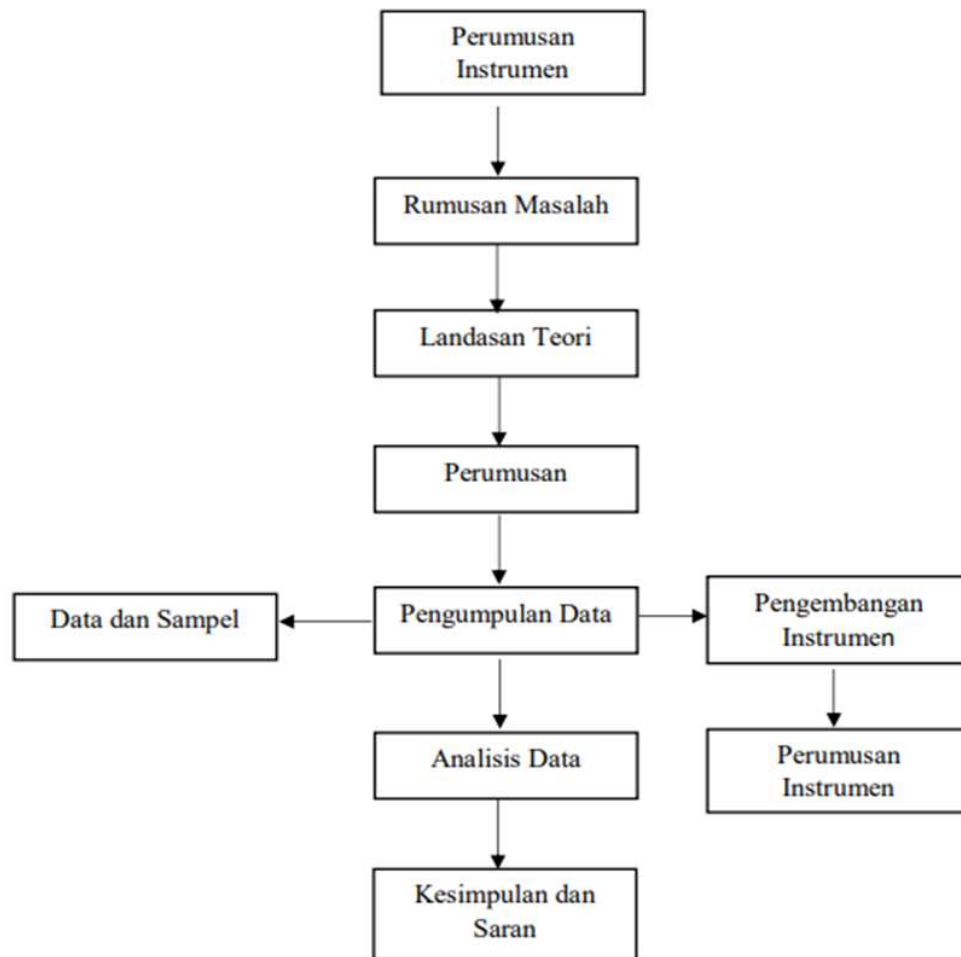 Perumusan
Instrumen
Rumusan Masalah
Landasan Teori
Perumusan
Data dan Sampel
Pengumpulan Data
Pengembangan
Instrumen
Analisis Data
Perumusan
Instrumen
Kesimpulan dan
Saran